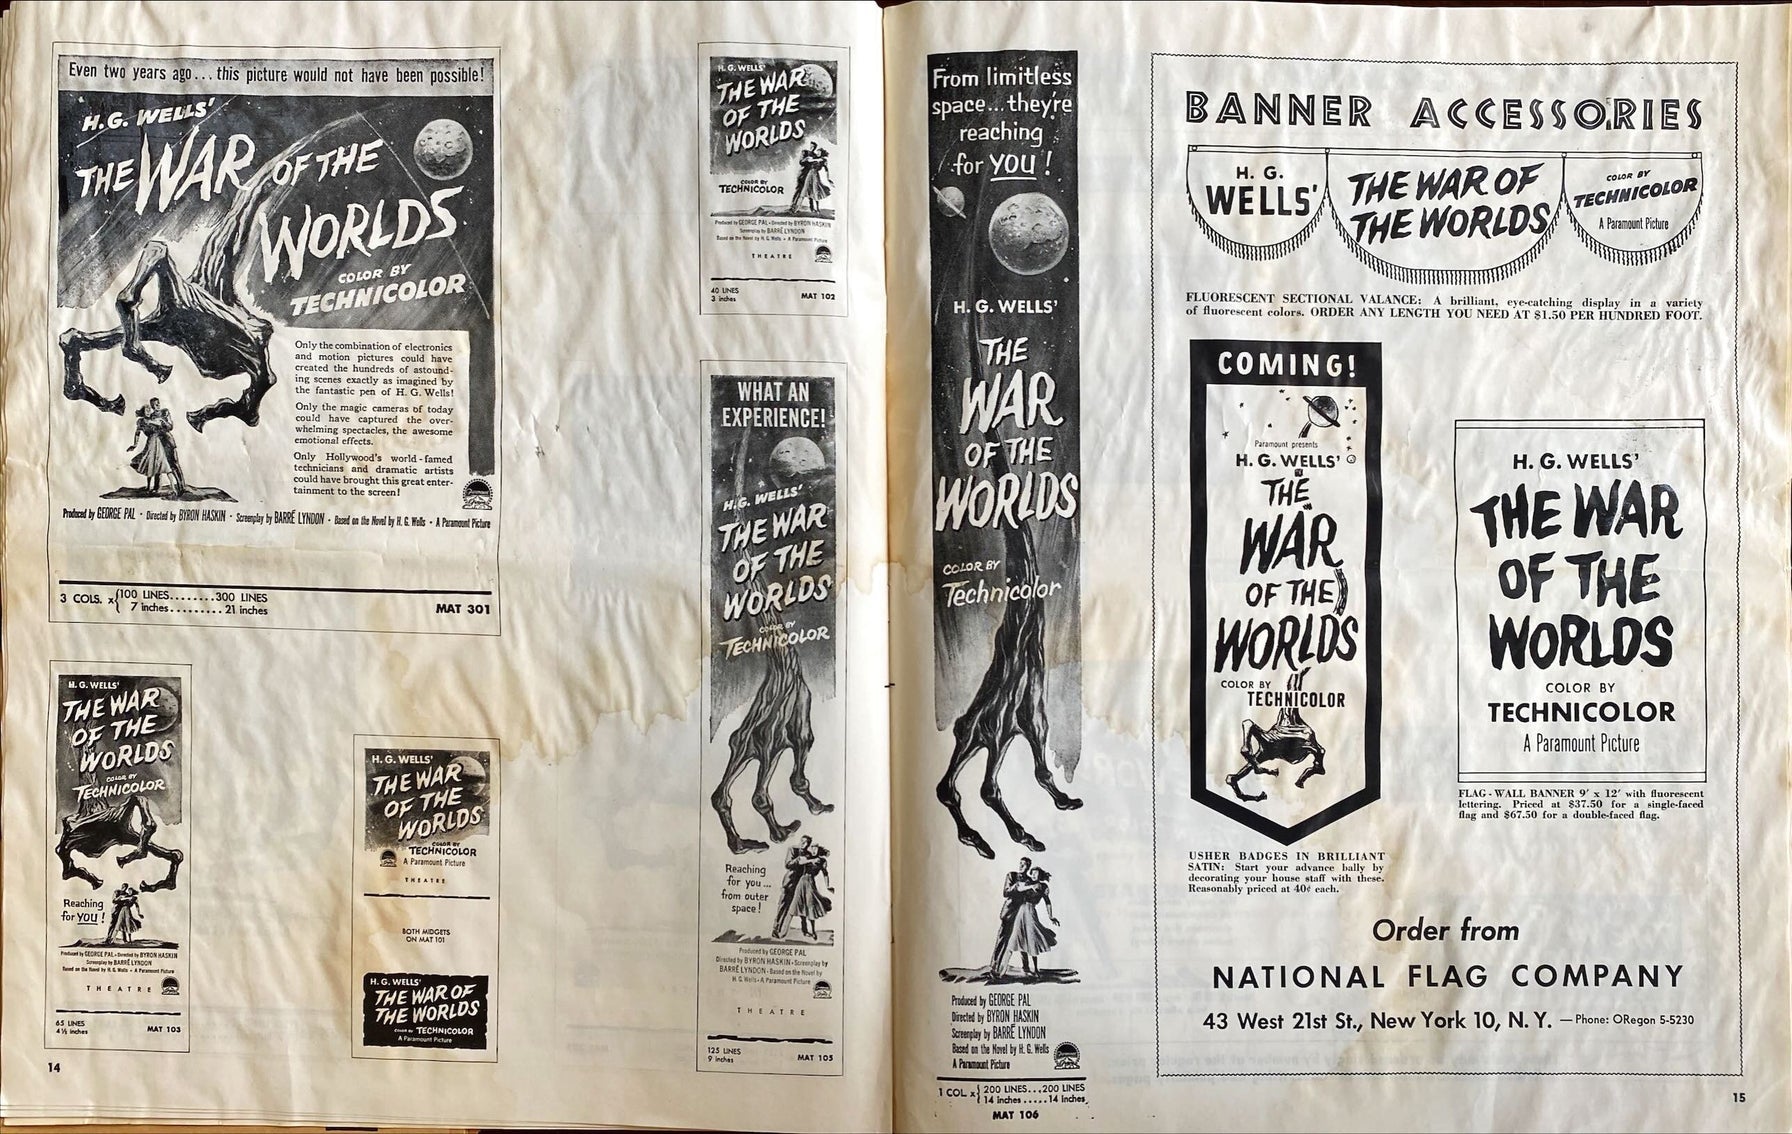 Even two years ago... this picture would not have been possible!
H. G. WELLS'
THE WAR OF THE
WORLDS
COLOR BY
TECHNICOLOR
Only the combination of electronics
and motion pictures could have
created the hundreds of astound-
ing scenes exactly as imagined by
the fantastic pen of H. G. Wells!
Only the magic cameras of today
could have captured the over-
whelming spectacles, the awesome
emotional effects.
Only Hollywood's world-famed
technicians and dramatic artists
could have brought this great enter-
tainment to the screen!
Produced by GEORGE PAL · Directed by BYRON HASKIN · Screenplay by BARRÉ LYNDON · Based on the Novel by H. G. Wells · A Paramount Picture
3 COLS. x { 100 LINES........300 LINES
7 inches......... 21 inches
MAT 301
H. G. WELLS'
THE WAR
OF THE
WORLDS
COLOR BY
TECHNICOLOR
Reaching
for YOU !
Produced by GEORGE PAL · Directed by BYRON HASKIN
Screenplay by BARRÉ LYNDON
Based on the Novel by H. G. Wells · A Paramount Picture
THEATRE
65 LINES
4½ inches
MAT 103
H. G. WELLS'
THE WAR
OF THE
WORLDS
COLOR BY
TECHNICOLOR
A Paramount Picture
THEATRE
BOTH MIDGETS
ON MAT 101
H. G. WELLS'
THE WAR OF
THE WORLDS
COLOR BY TECHNICOLOR
A Paramount Picture
14
H. G. WELLS'
THE WAR
OF THE
WORLDS
COLOR BY
TECHNICOLOR
Produced by GEORGE PAL · Directed by BYRON HASKIN
Screenplay by BARRÉ LYNDON
Based on the Novel by H. G. Wells · A Paramount Picture
THEATRE
40 LINES
3 inches
MAT 102
WHAT AN
EXPERIENCE!
H. G. WELLS'
THE WAR
OF THE
WORLDS
COLOR BY
TECHNICOLOR
Reaching
for you...
from outer
space!
Produced by GEORGE PAL
Directed by BYRON HASKIN · Screenplay by
BARRÉ LYNDON · Based on the Novel by
H. G. Wells · A Paramount Picture
THEATRE
125 LINES
9 inches
MAT 105
From limitless
space...they're
reaching
for you !
H. G. WELLS'
THE
WAR
OF THE
WORLDS
COLOR BY
Technicolor
Produced by GEORGE PAL
Directed by BYRON HASKIN
Screenplay by BARRÉ LYNDON
Based on the Novel by H. G. Wells
A Paramount Picture
1 COL x { 200 LINES...200 LINES
14 inches.....14 inches
MAT 106
BANNER ACCESSORIES
H. G.
WELLS'
THE WAR OF
THE WORLDS
COLOR BY
TECHNICOLOR
A Paramount Picture
FLUORESCENT SECTIONAL VALANCE: A brilliant, eye-catching display in a variety
of fluorescent colors. ORDER ANY LENGTH YOU NEED AT $1.50 PER HUNDRED FOOT.
COMING!
Paramount presents
H. G. WELLS'
THE
WAR
OF THE
WORLDS
COLOR BY
TECHNICOLOR
USHER BADGES IN BRILLIANT
SATIN: Start your advance bally by
decorating your house staff with these.
Reasonably priced at 40¢ each.
H. G. WELLS'
THE WAR
OF THE
WORLDS
COLOR BY
TECHNICOLOR
A Paramount Picture
FLAG-WALL BANNER 9' x 12' with fluorescent
lettering. Priced at $37.50 for a single-faced
flag and $67.50 for a double-faced flag.
Order from
NATIONAL FLAG COMPANY
43 West 21st St., New York 10, N. Y. — Phone: ORegon 5-5230
15